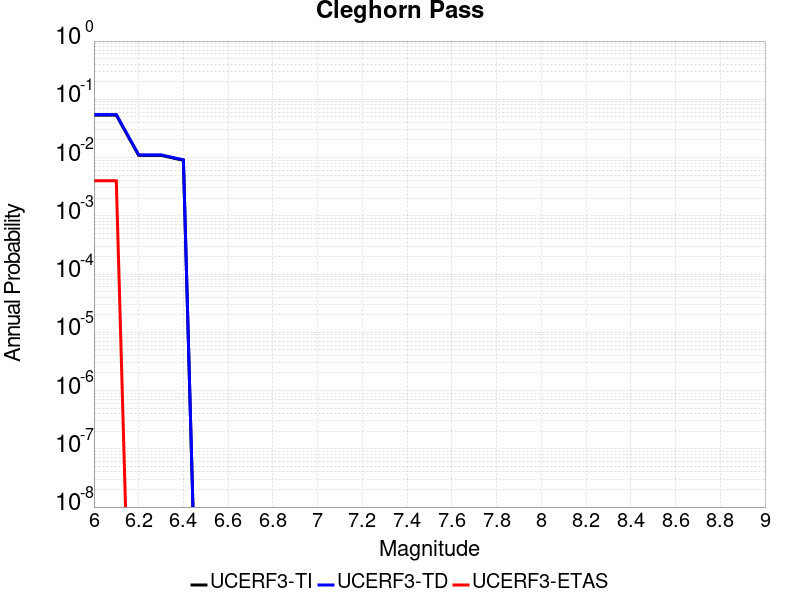 Cleghorn Pass
10^0
10^-1
10^-2
10^-3
10^-4
10^-5
10^-6
10^-7
10^-8
Annual Probability
6 6.2 6.4 6.6 6.8 7 7.2 7.4 7.6 7.8 8 8.2 8.4 8.6 8.8 9
Magnitude
UCERF3-TI UCERF3-TD UCERF3-ETAS